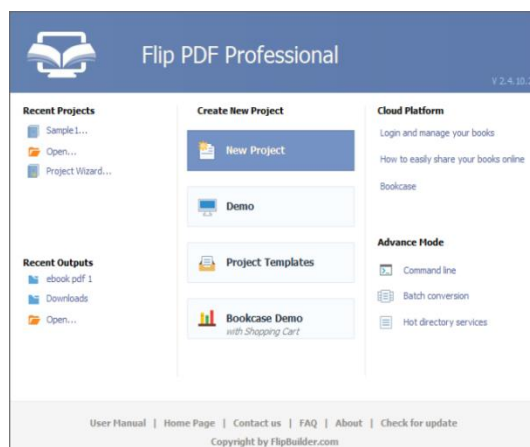 Flip PDF Professional
V 2.4.10.
Recent Projects
Sample1...
Open...
Project Wizard...
Recent Outputs
ebook pdf 1
Downloads
Open...
Create New Project
New Project
Demo
Project Templates
Bookcase Demo
with Shopping Cart
Cloud Platform
Login and manage your books
How to easily share your books online
Bookcase
Advance Mode
Command line
Batch conversion
Hot directory services
User Manual | Home Page | Contact us | FAQ | About | Check for update
Copyright by FlipBuilder.com